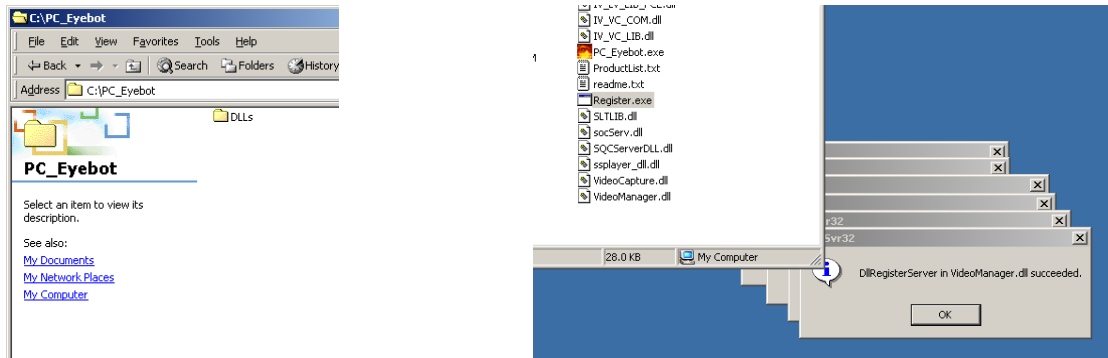 C:\PC_Eyebot
File Edit View Favorites Tools Help
Back Search Folders History
Address C:\PC_Eyebot
DLLs
PC_Eyebot
Select an item to view its
description.
See also:
My Documents
My Network Places
My Computer
IV_VC_COM.dll
IV_VC_LIB.dll
PC_Eyebot.exe
ProductList.txt
readme.txt
Register.exe
SLTLIB.dll
socServ.dll
SQCServerDLL.dll
ssplayer_dll.dll
VideoCapture.dll
VideoManager.dll
28.0 KB My Computer
r32
Svr32
DllRegisterServer in VideoManager.dll succeeded.
OK